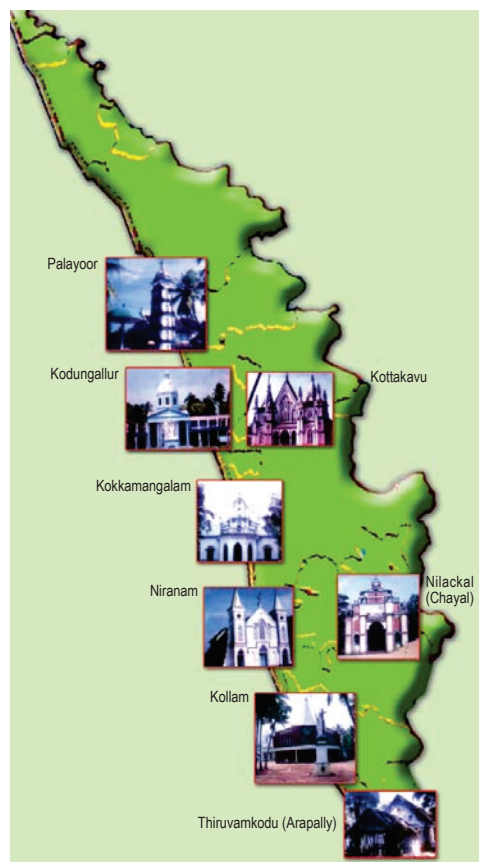 Palayoor
Kodungallur
Kottakavu
Kokkamangalam
Niranam
Nilackal
(Chayal)
Kollam
Thiruvamkodu (Arapally)